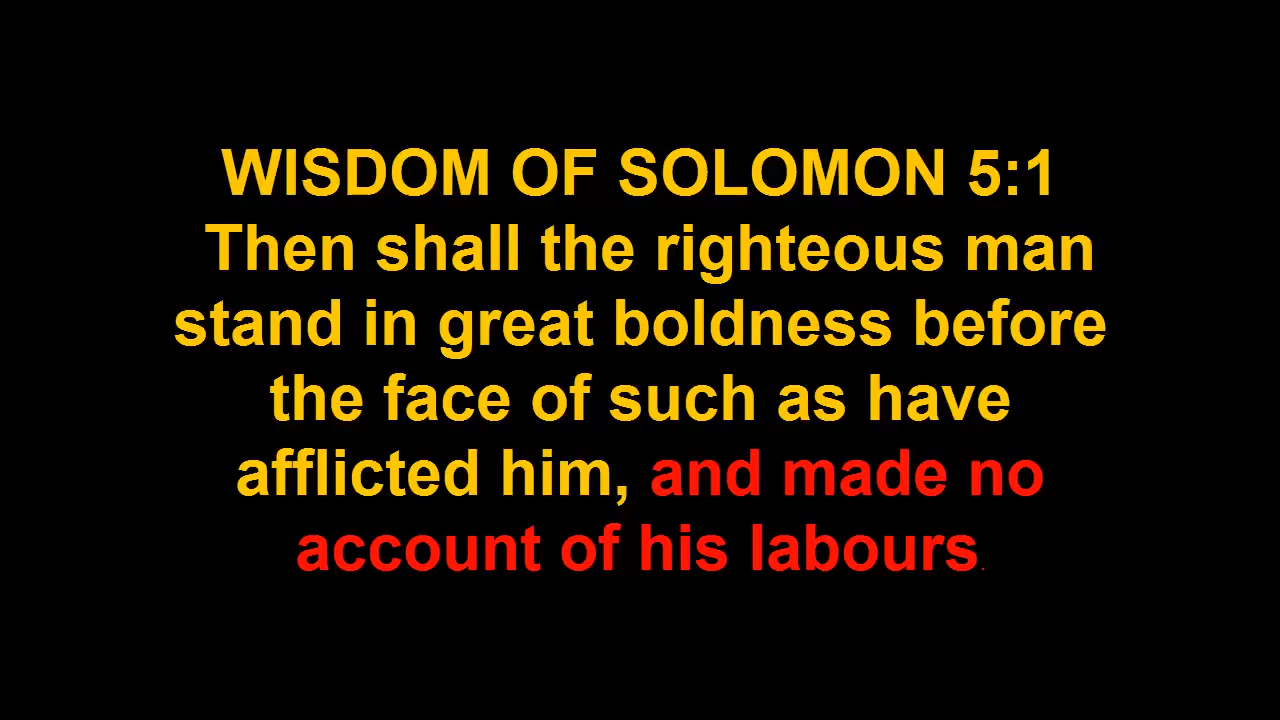 WISDOM OF SOLOMON 5:1
Then shall the righteous man
stand in great boldness before
the face of such as have
afflicted him, and made no
account of his labours.